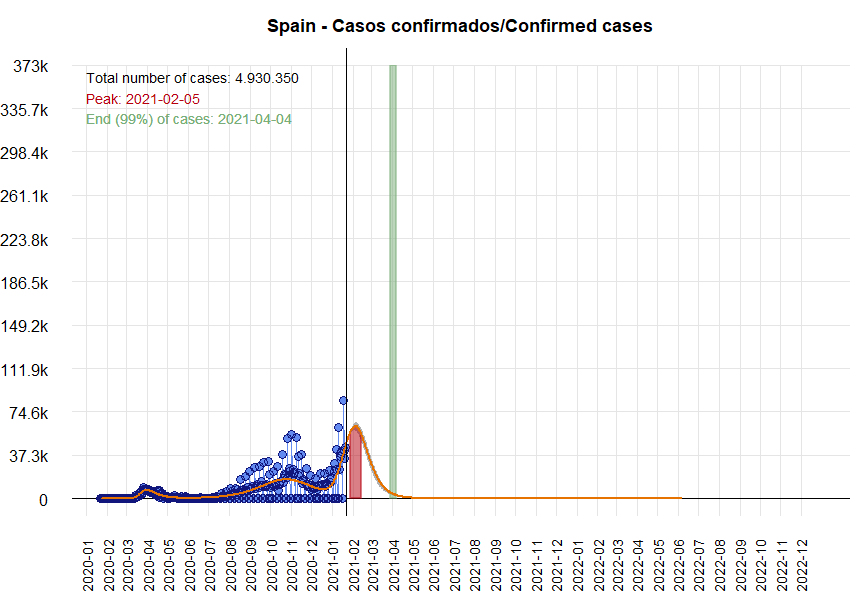 Spain - Casos confirmados/Confirmed cases
373k
335.7k
298.4k
261.1k
223.8k
186.5k
149.2k
111.9k
74.6k
37.3k
0
Total number of cases: 4.930.350
Peak: 2021-02-05
End (99%) of cases: 2021-04-04
2020-01
2020-02
2020-03
2020-04
2020-05
2020-06
2020-07
2020-08
2020-09
2020-10
2020-11
2020-12
2021-01
2021-02
2021-03
2021-04
2021-05
2021-06
2021-07
2021-08
2021-09
2021-10
2021-11
2021-12
2022-01
2022-02
2022-03
2022-04
2022-05
2022-06
2022-07
2022-08
2022-09
2022-10
2022-11
2022-12